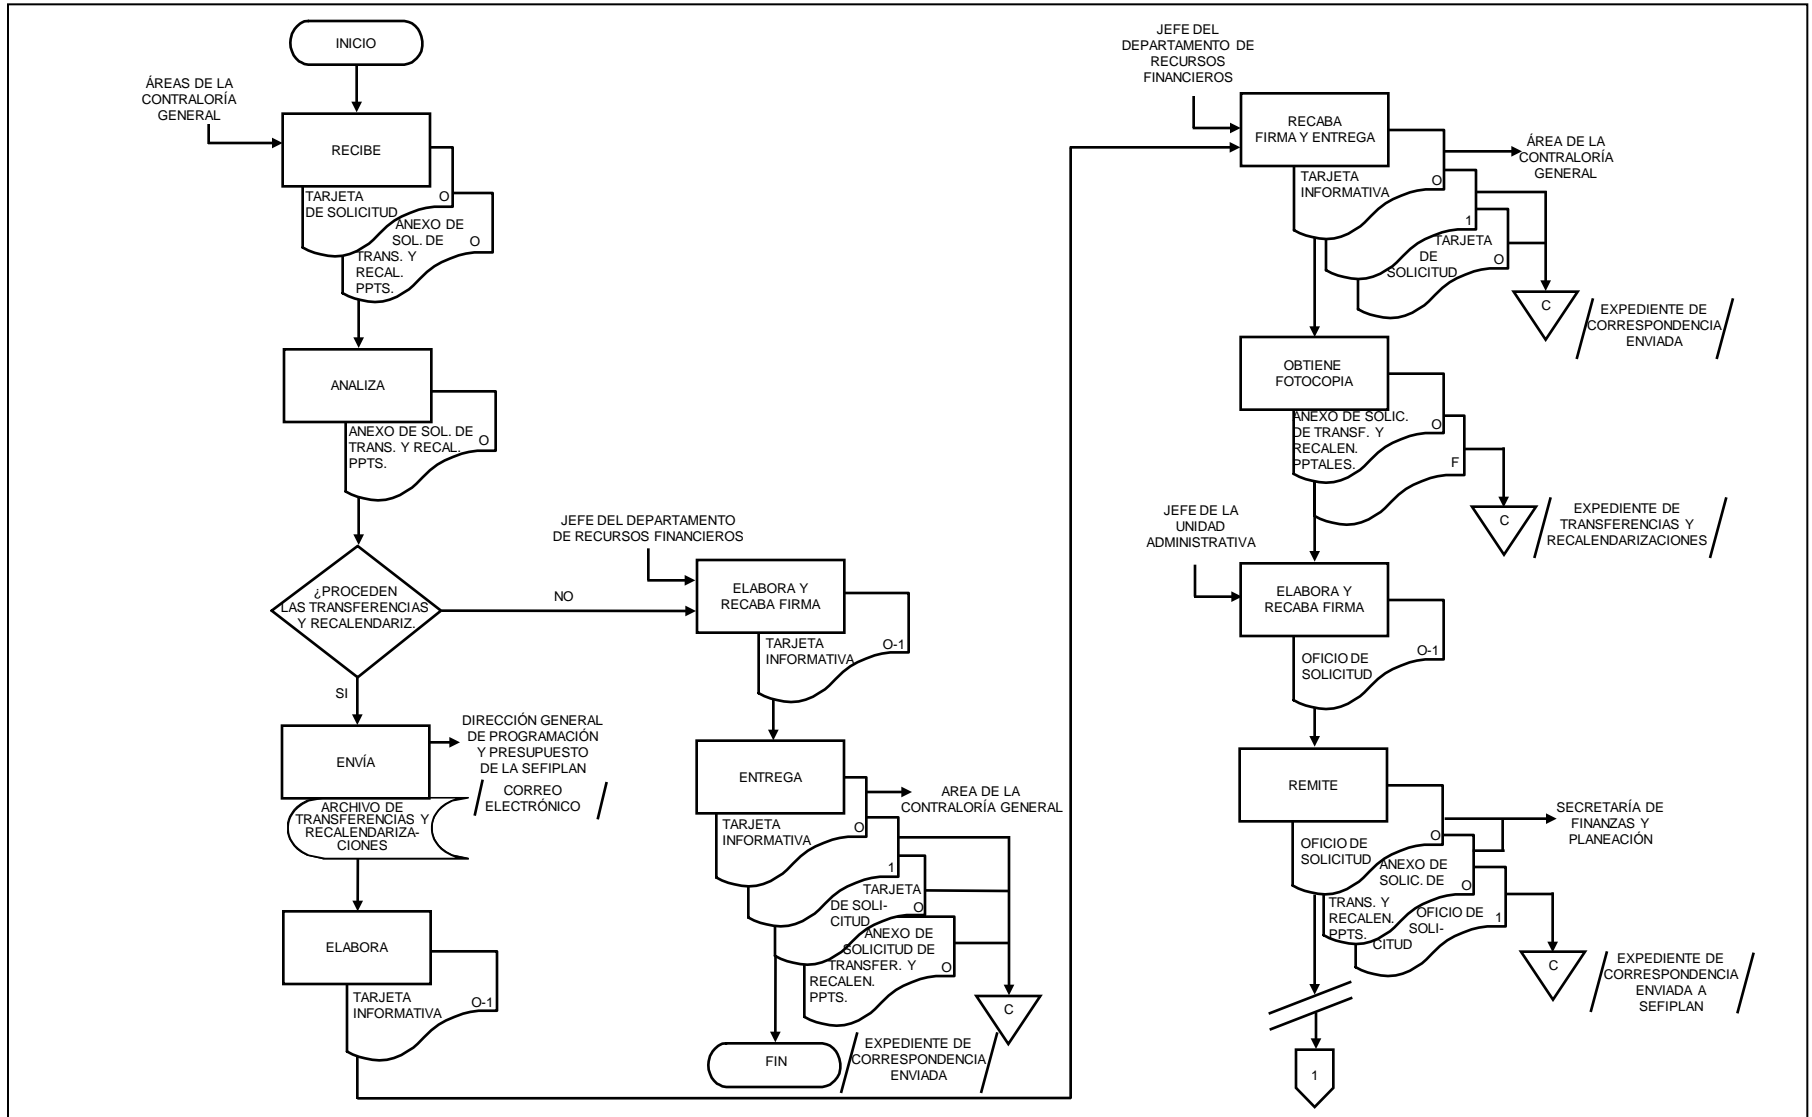 INICIO
ÁREAS DE LA
CONTRALORÍA
GENERAL
RECIBE
TARJETA
DE SOLICITUD
O
ANEXO DE
SOL. DE
TRANS. Y
RECAL.
PPTS.
O
ANALIZA
ANEXO DE SOL. DE
TRANS. Y RECAL.
PPTS.
O
¿PROCEDEN
LAS TRANSFERENCIAS
Y RECALENDARIZ.
NO
SI
ENVÍA
DIRECCIÓN GENERAL
DE PROGRAMACIÓN
Y PRESUPUESTO
DE LA SEFIPLAN
CORREO
ELECTRÓNICO
ARCHIVO DE
TRANSFERENCIAS Y
RECALENDARIZA-
CIONES
ELABORA
TARJETA
INFORMATIVA
O-1
JEFE DEL DEPARTAMENTO
DE RECURSOS FINANCIEROS
ELABORA Y
RECABA FIRMA
TARJETA
INFORMATIVA
O-1
ENTREGA
AREA DE LA
CONTRALORÍA GENERAL
TARJETA
INFORMATIVA
O
1
TARJETA
DE SOLI-
CITUD
O
ANEXO DE
SOLICITUD DE
TRANSFER. Y
RECALEN.
PPTS.
O
C
FIN
EXPEDIENTE DE
CORRESPONDENCIA
ENVIADA
JEFE DEL
DEPARTAMENTO DE
RECURSOS
FINANCIEROS
RECABA
FIRMA Y ENTREGA
ÁREA DE LA
CONTRALORÍA
GENERAL
TARJETA
INFORMATIVA
O
1
TARJETA
DE
SOLICITUD
O
C
EXPEDIENTE DE
CORRESPONDENCIA
ENVIADA
OBTIENE
FOTOCOPIA
ANEXO DE SOLIC.
DE TRANSF. Y
RECALEN.
PPTALES.
O
F
C
EXPEDIENTE DE
TRANSFERENCIAS Y
RECALENDARIZACIONES
JEFE DE LA
UNIDAD
ADMINISTRATIVA
ELABORA Y
RECABA FIRMA
OFICIO DE
SOLICITUD
O-1
REMITE
SECRETARÍA DE
FINANZAS Y
PLANEACIÓN
OFICIO DE
SOLICITUD
O
ANEXO DE
SOLIC. DE
TRANS. Y
RECALEN.
PPTS.
O
OFICIO DE
SOLI-
CITUD
1
C
EXPEDIENTE DE
CORRESPONDENCIA
ENVIADA A
SEFIPLAN
1